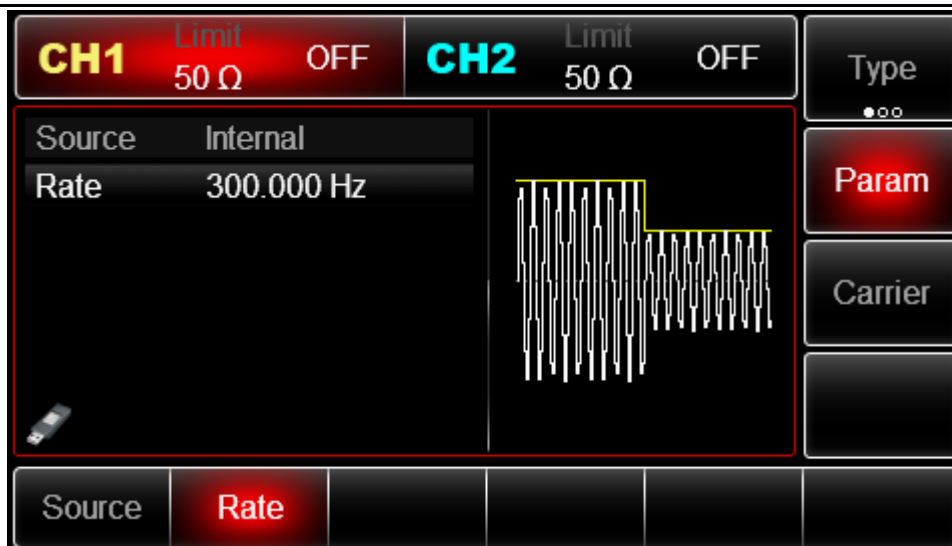 CH1 Limit 50 Ω OFF
CH2 Limit 50 Ω OFF
Type
Source Internal
Rate 300.000 Hz
Param
Carrier
Source Rate